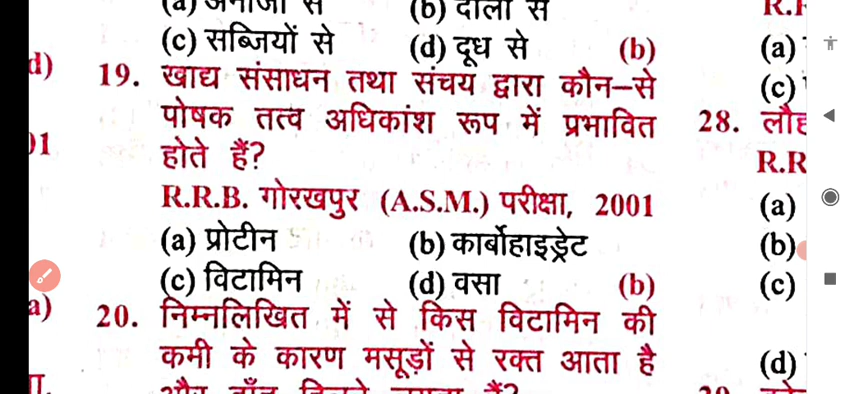 (b) दालों से
(c) सब्जियों से (d) दूध से (b)
19. खाद्य संसाधन तथा संचय द्वारा कौन-से
पोषक तत्व अधिकांश रूप में प्रभावित
होते हैं?
R.R.B. गोरखपुर (A.S.M.) परीक्षा, 2001
(a) प्रोटीन (b) कार्बोहाइड्रेट
(c) विटामिन (d) वसा (b)
20. निम्नलिखित में से किस विटामिन की
कमी के कारण मसूड़ों से रक्त आता है
d)
01
a)
(a)
(c)
28.
R.R
(a)
(b)
(c)
(d)